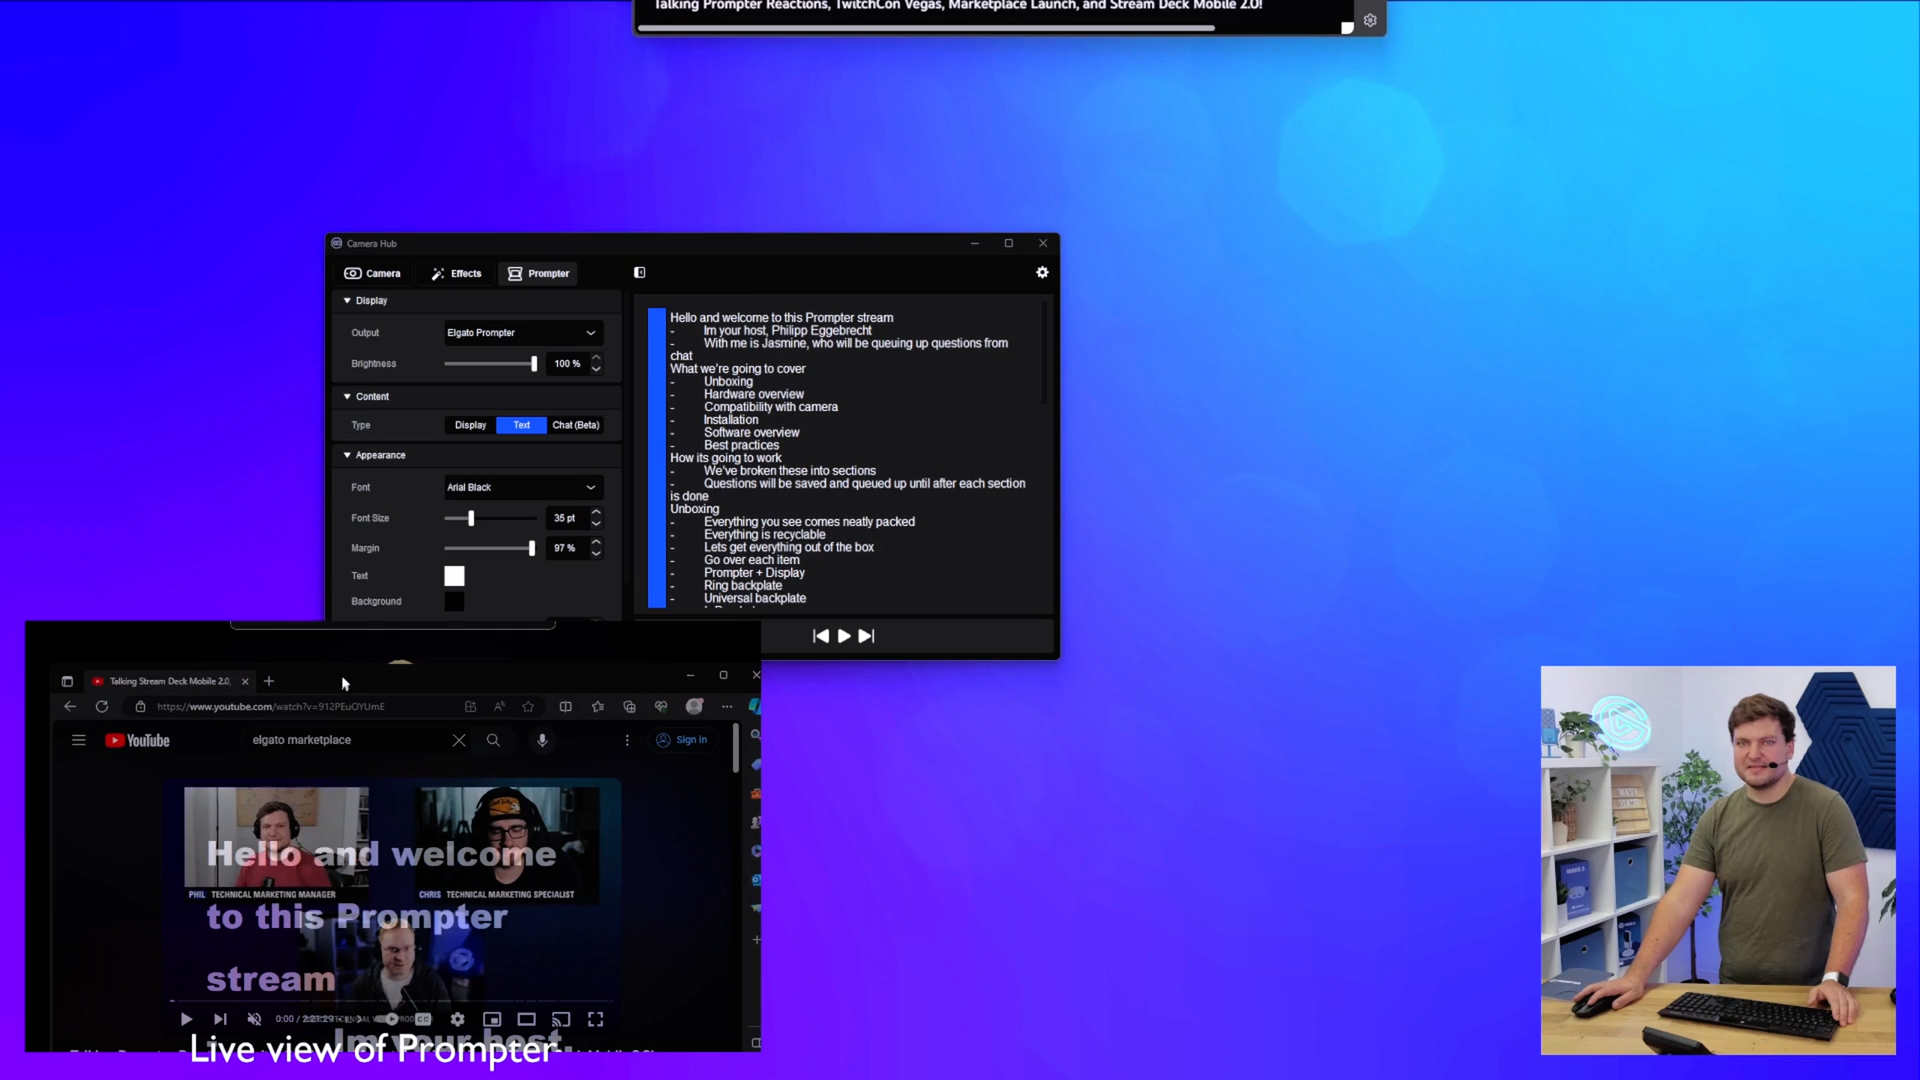 Talking Prompter Reactions, TwitchCon Vegas, Marketplace Launch, and Stream Deck Mobile 2.0!
Camera Hub
Camera
Effects
Prompter
Display
Output
Elgato Prompter
Brightness
100 %
Content
Type
Display
Text
Chat (Beta)
Appearance
Font
Arial Black
Font Size
35 pt
Margin
97 %
Text
Background
Hello and welcome to this Prompter stream
- Im your host, Philipp Eggebrecht
- With me is Jasmine, who will be queuing up questions from
chat
What we're going to cover
- Unboxing
- Hardware overview
- Compatibility with camera
- Installation
- Software overview
- Best practices
How its going to work
- We've broken these into sections
- Questions will be saved and queued up until after each section
is done
Unboxing
- Everything you see comes neatly packed
- Everything is recyclable
- Lets get everything out of the box
- Go over each item
- Prompter + Display
- Ring backplate
- Universal backplate
Talking Stream Deck Mobile 2.0,
https://www.youtube.com/watch?v=912PEuOYUmE
YouTube
elgato marketplace
Sign in
PHIL TECHNICAL MARKETING MANAGER
CHRIS TECHNICAL MARKETING SPECIALIST
Hello and welcome
to this Prompter
stream
0:00 / 2:21:29
Im your host,
Live view of Prompter